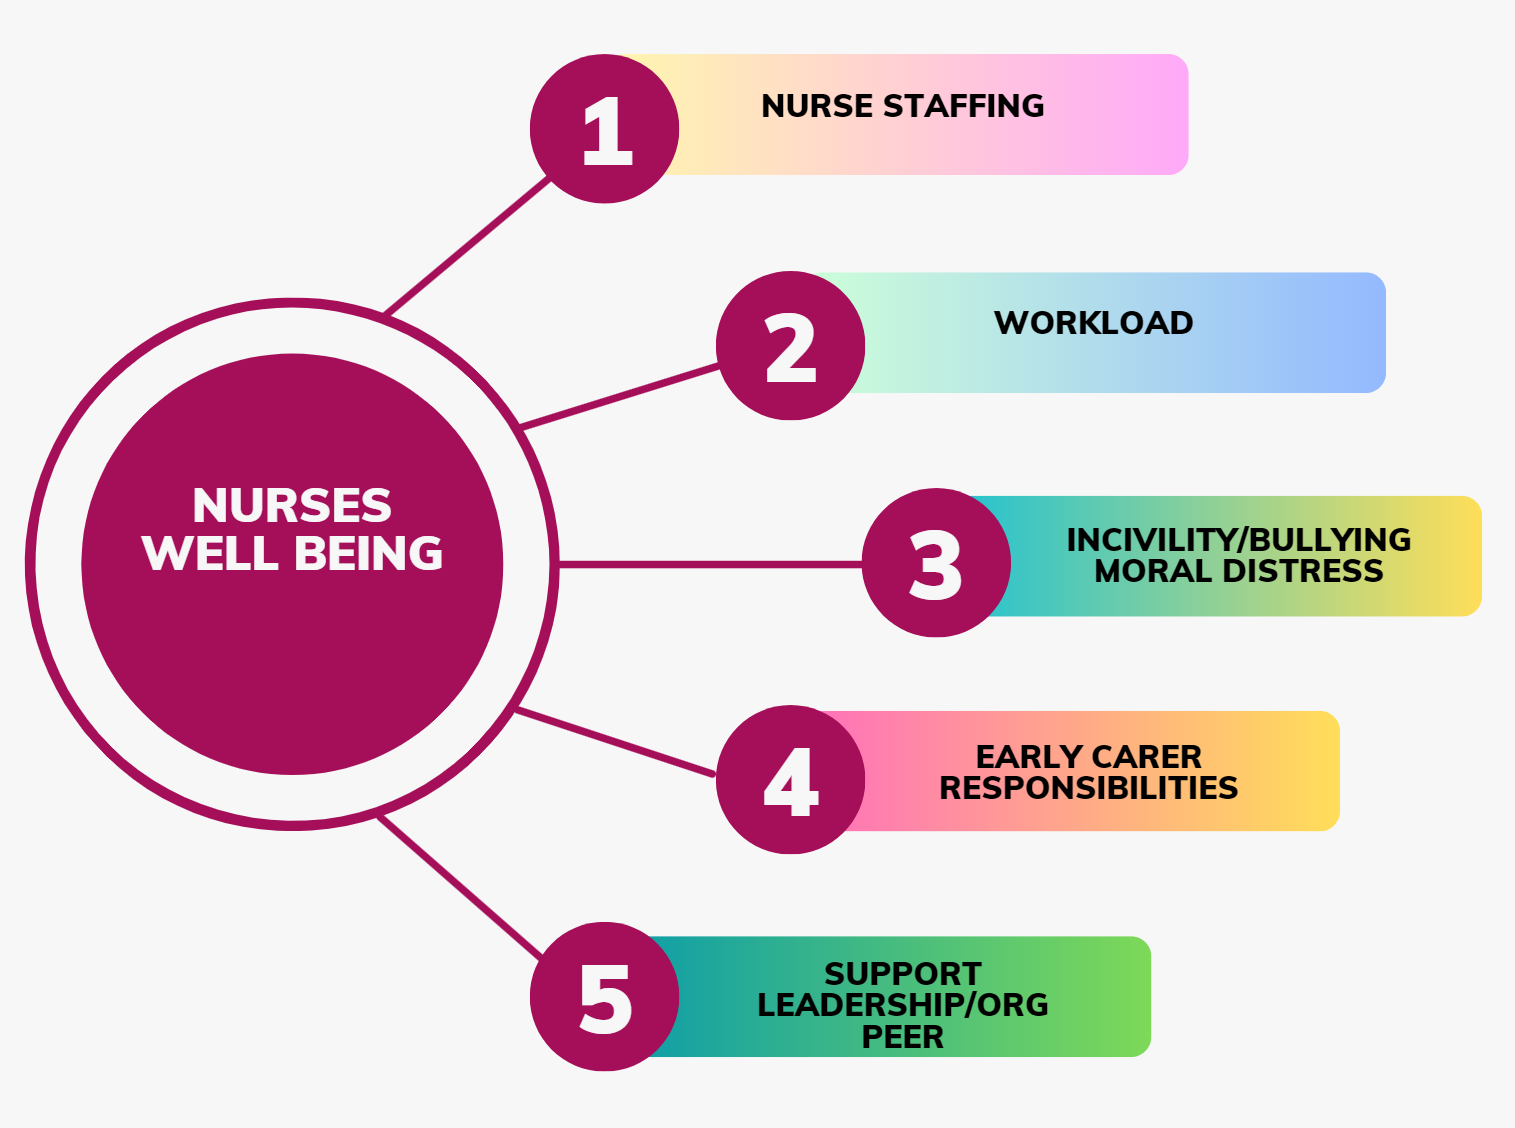 NURSES
WELL BEING
1
NURSE STAFFING
2
WORKLOAD
3
INCIVILITY/BULLYING
MORAL DISTRESS
4
EARLY CARER
RESPONSIBILITIES
5
SUPPORT
LEADERSHIP/ORG
PEER